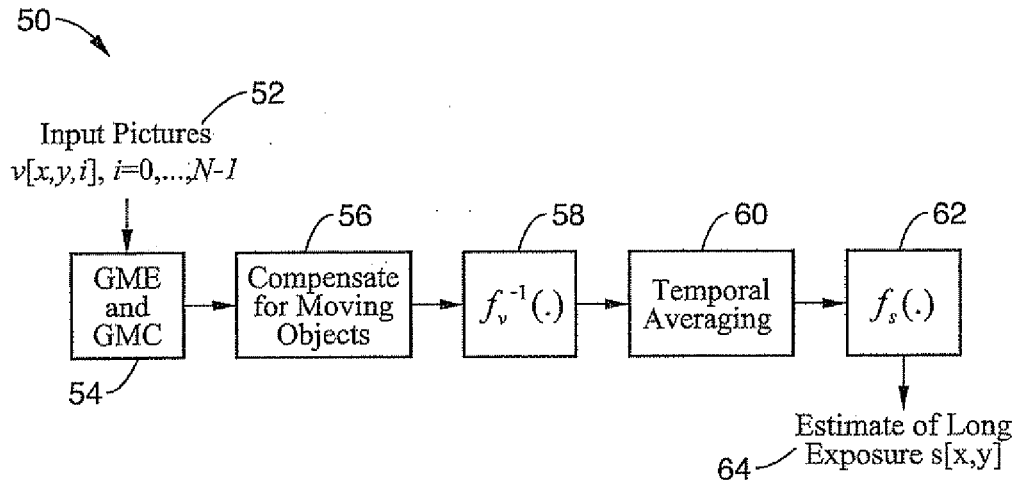 50
52
Input Pictures
v[x,y,i], i=0,...,N-1
56
58
60
62
GME
and
GMC
Compensate
for Moving
Objects
f_v^-1(.)
Temporal
Averaging
f_s(.)
54
Estimate of Long
Exposure s[x,y]
64